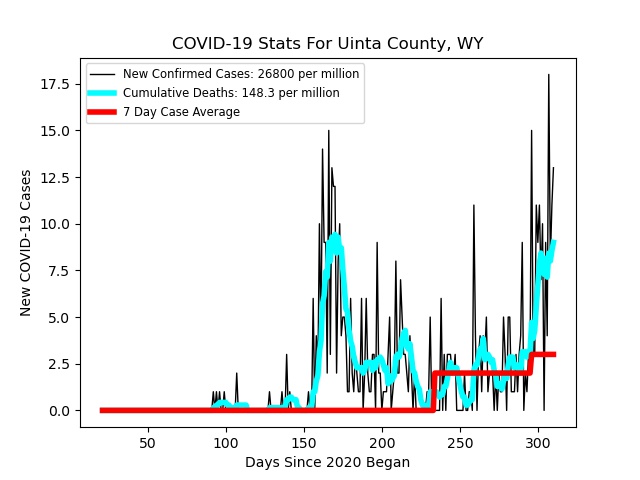 COVID-19 Stats For Uinta County, WY
New Confirmed Cases: 26800 per million
Cumulative Deaths: 148.3 per million
7 Day Case Average
17.5
15.0
12.5
10.0
7.5
5.0
2.5
0.0
New COVID-19 Cases
50 100 150 200 250 300
Days Since 2020 Began